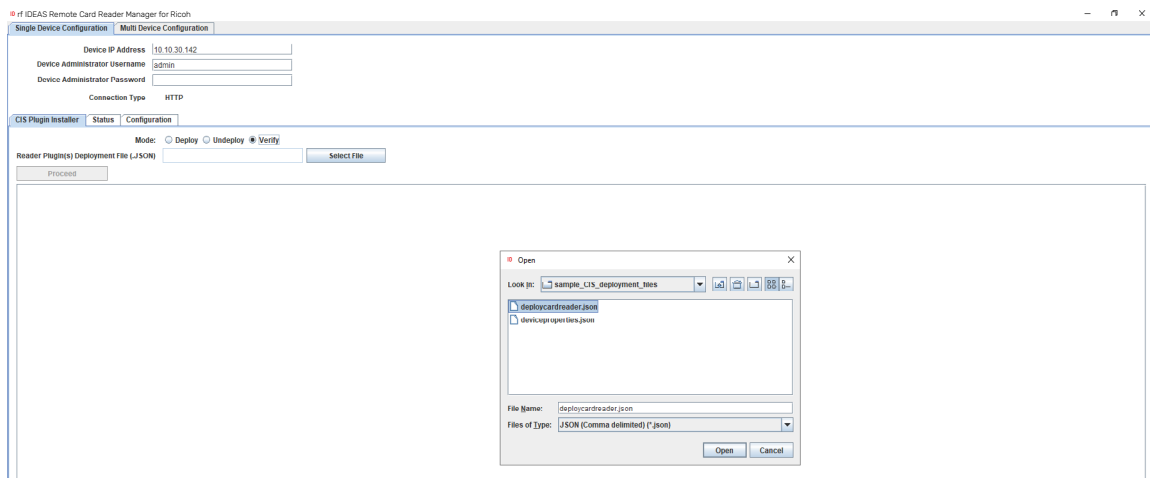 rf IDEAS Remote Card Reader Manager for Ricoh
Single Device Configuration Multi Device Configuration
Device IP Address 10.10.30.142
Device Administrator Username admin
Device Administrator Password
Connection Type HTTP
CIS Plugin Installer Status Configuration
Mode: Deploy Undeploy Verify
Reader Plugin(s) Deployment File (.JSON) Select File
Proceed
ID Open
Look In: sample_CIS_deployment_files
deploycardreader.json
deviceproperties.json
File Name: deploycardreader.json
Files of Type: JSON (Comma delimited) (*.json)
Open Cancel